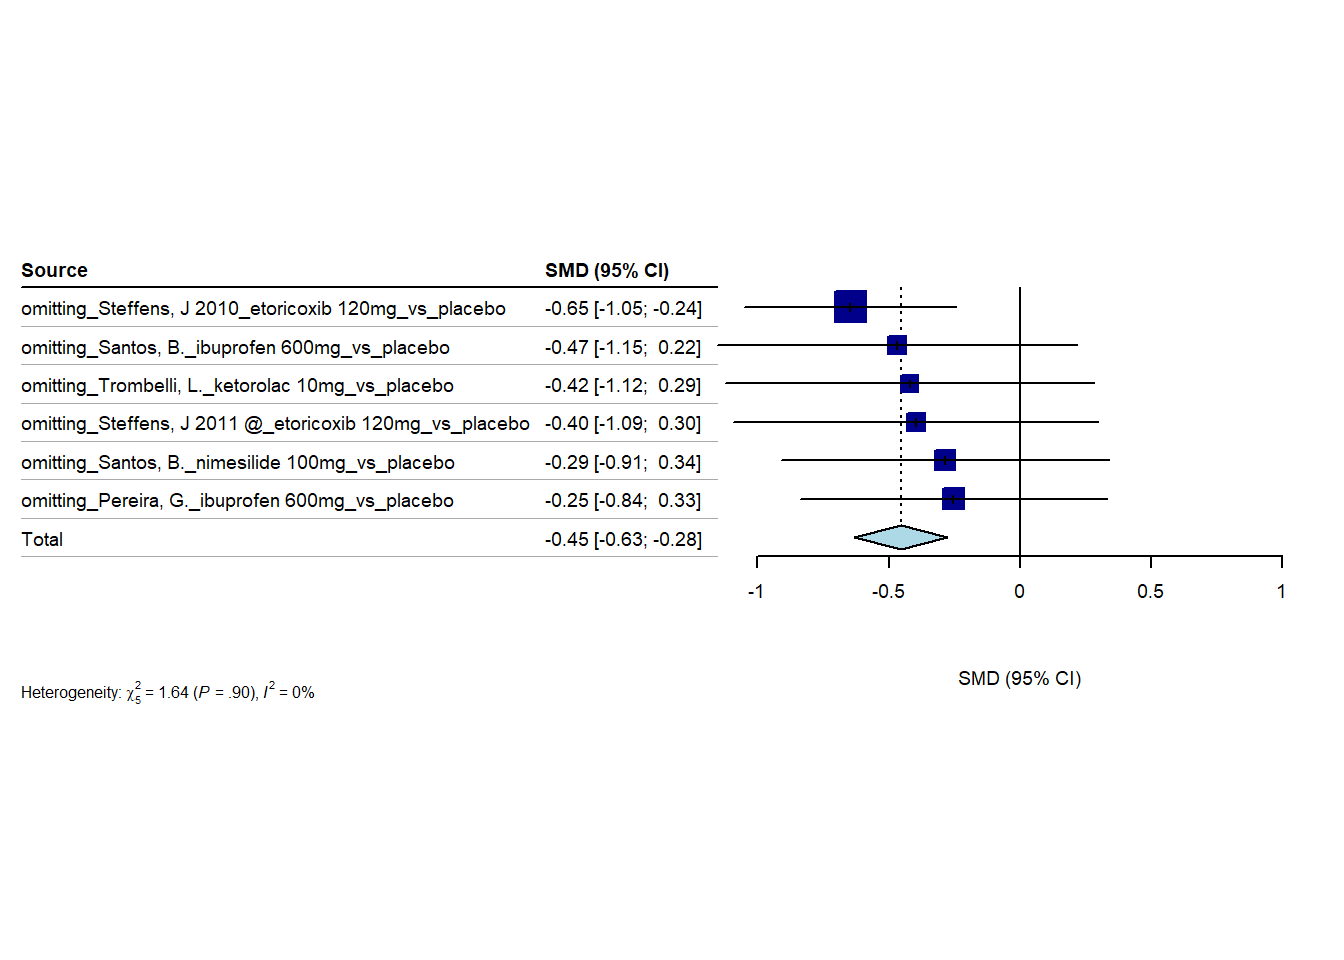 Source SMD (95% CI)
omitting_Steffens, J 2010_etoricoxib 120mg_vs_placebo -0.65 [-1.05; -0.24]
omitting_Santos, B._ibuprofen 600mg_vs_placebo -0.47 [-1.15; 0.22]
omitting_Trombelli, L._ketorolac 10mg_vs_placebo -0.42 [-1.12; 0.29]
omitting_Steffens, J 2011 @_etoricoxib 120mg_vs_placebo -0.40 [-1.09; 0.30]
omitting_Santos, B._nimesilide 100mg_vs_placebo -0.29 [-0.91; 0.34]
omitting_Pereira, G._ibuprofen 600mg_vs_placebo -0.25 [-0.84; 0.33]
Total -0.45 [-0.63; -0.28]
-1 -0.5 0 0.5 1
SMD (95% CI)
Heterogeneity: χ²₅ = 1.64 (P = .90), I² = 0%